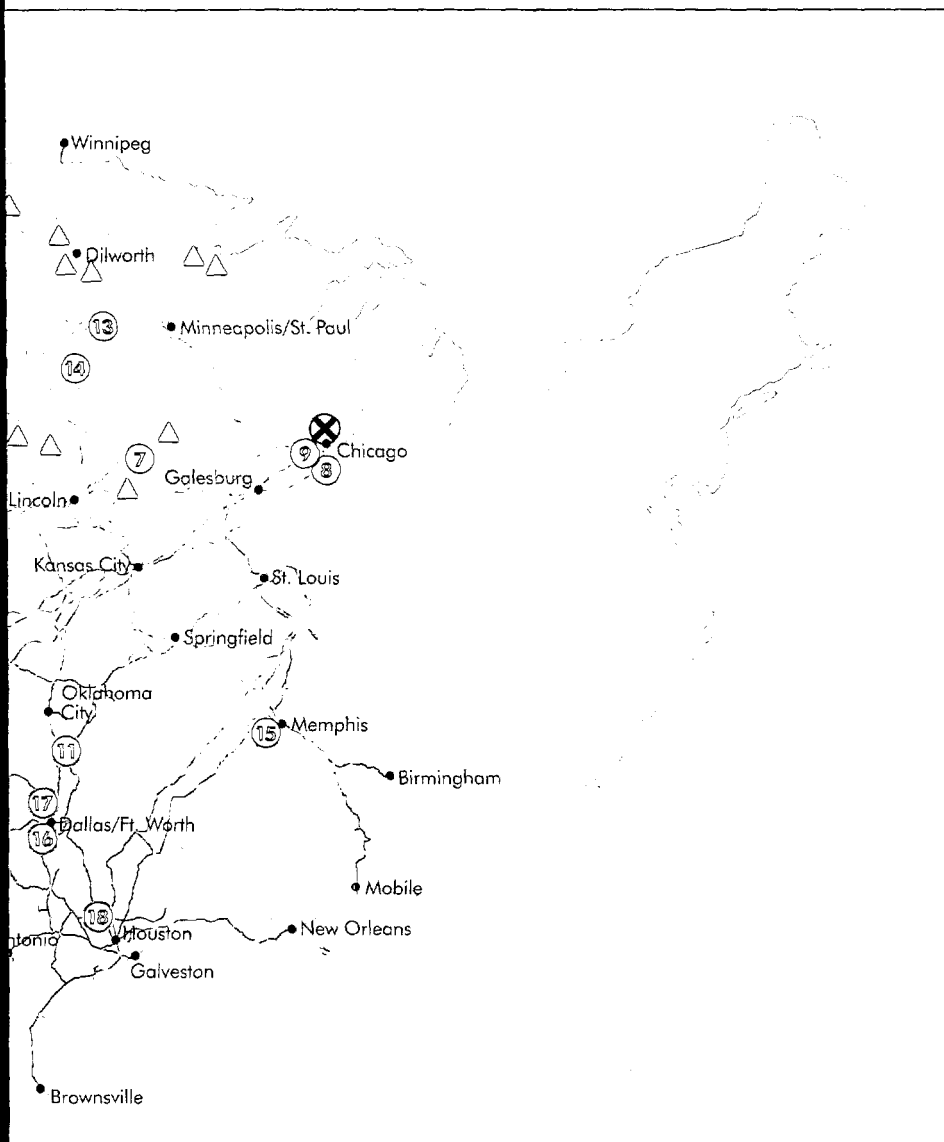 Winnipeg
Dilworth
13
Minneapolis/St. Paul
14
9
Chicago
7
8
Galesburg
Lincoln
Kansas City
St. Louis
Springfield
Oklahoma
City
15
Memphis
11
Birmingham
17
Dallas/Ft. Worth
16
Mobile
18
New Orleans
Houston
ntonio
Galveston
Brownsville